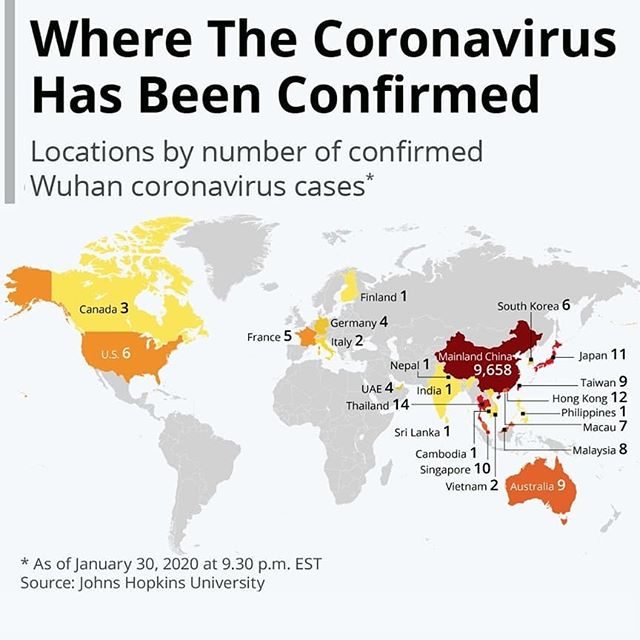 Where The Coronavirus
Has Been Confirmed
Locations by number of confirmed
Wuhan coronavirus cases*
Canada 3
U.S. 6
Finland 1
Germany 4
France 5
Italy 2
South Korea 6
Mainland China
9,658
Japan 11
Nepal 1
UAE 4
India 1
Thailand 14
Taiwan 9
Hong Kong 12
Philippines 1
Macau 7
Sri Lanka 1
Malaysia 8
Cambodia 1
Singapore 10
Vietnam 2
Australia 9
* As of January 30, 2020 at 9.30 p.m. EST
Source: Johns Hopkins University